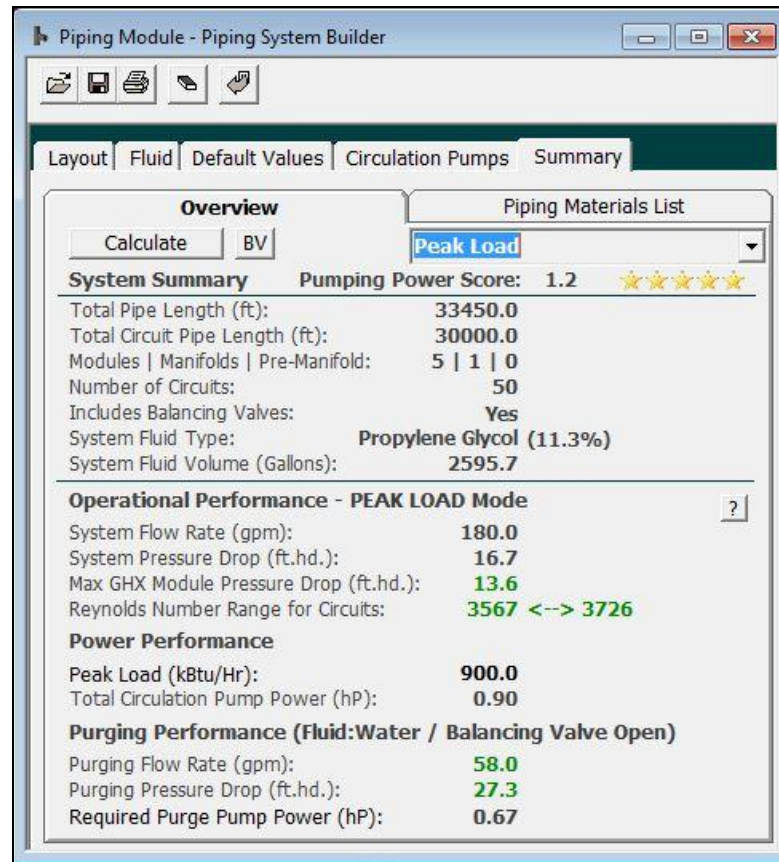 Piping Module - Piping System Builder
Layout Fluid Default Values Circulation Pumps Summary
Overview Piping Materials List
Calculate BV Peak Load
System Summary Pumping Power Score: 1.2
Total Pipe Length (ft): 33450.0
Total Circuit Pipe Length (ft): 30000.0
Modules | Manifolds | Pre-Manifold: 5 | 1 | 0
Number of Circuits: 50
Includes Balancing Valves: Yes
System Fluid Type: Propylene Glycol (11.3%)
System Fluid Volume (Gallons): 2595.7
Operational Performance - PEAK LOAD Mode ?
System Flow Rate (gpm): 180.0
System Pressure Drop (ft.hd.): 16.7
Max GHX Module Pressure Drop (ft.hd.): 13.6
Reynolds Number Range for Circuits: 3567 <--> 3726
Power Performance
Peak Load (kBtu/Hr): 900.0
Total Circulation Pump Power (hP): 0.90
Purging Performance (Fluid:Water / Balancing Valve Open)
Purging Flow Rate (gpm): 58.0
Purging Pressure Drop (ft.hd.): 27.3
Required Purge Pump Power (hP): 0.67